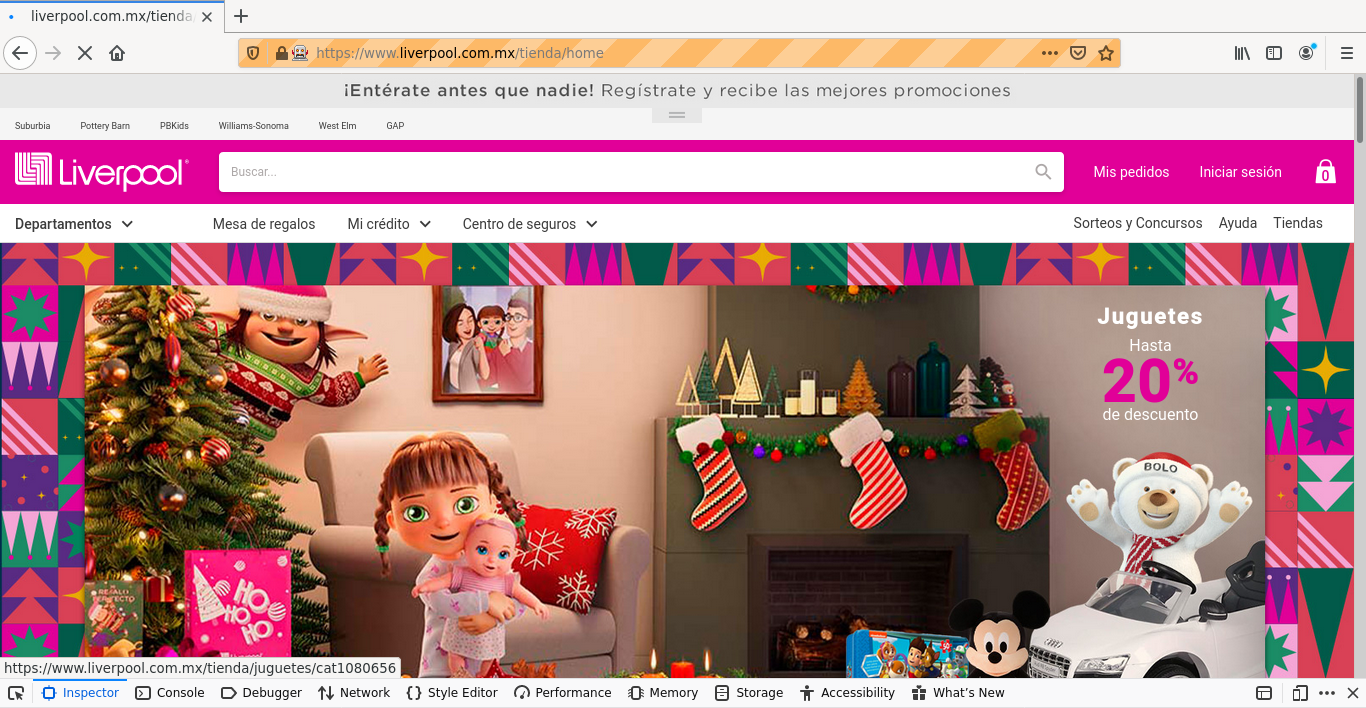 liverpool.com.mx/tienda
https://www.liverpool.com.mx/tienda/home
¡Entérate antes que nadie! Regístrate y recibe las mejores promociones
Suburbia Pottery Barn PBKids Williams-Sonoma West Elm GAP
Liverpool Buscar... Mis pedidos Iniciar sesión 0
Departamentos Mesa de regalos Mi crédito Centro de seguros Sorteos y Concursos Ayuda Tiendas
Juguetes
Hasta
20%
de descuento
BOLO
REGALO
PERFECTO
HO
HO
HO
https://www.liverpool.com.mx/tienda/juguetes/cat1080656
Inspector Console Debugger Network Style Editor Performance Memory Storage Accessibility What's New